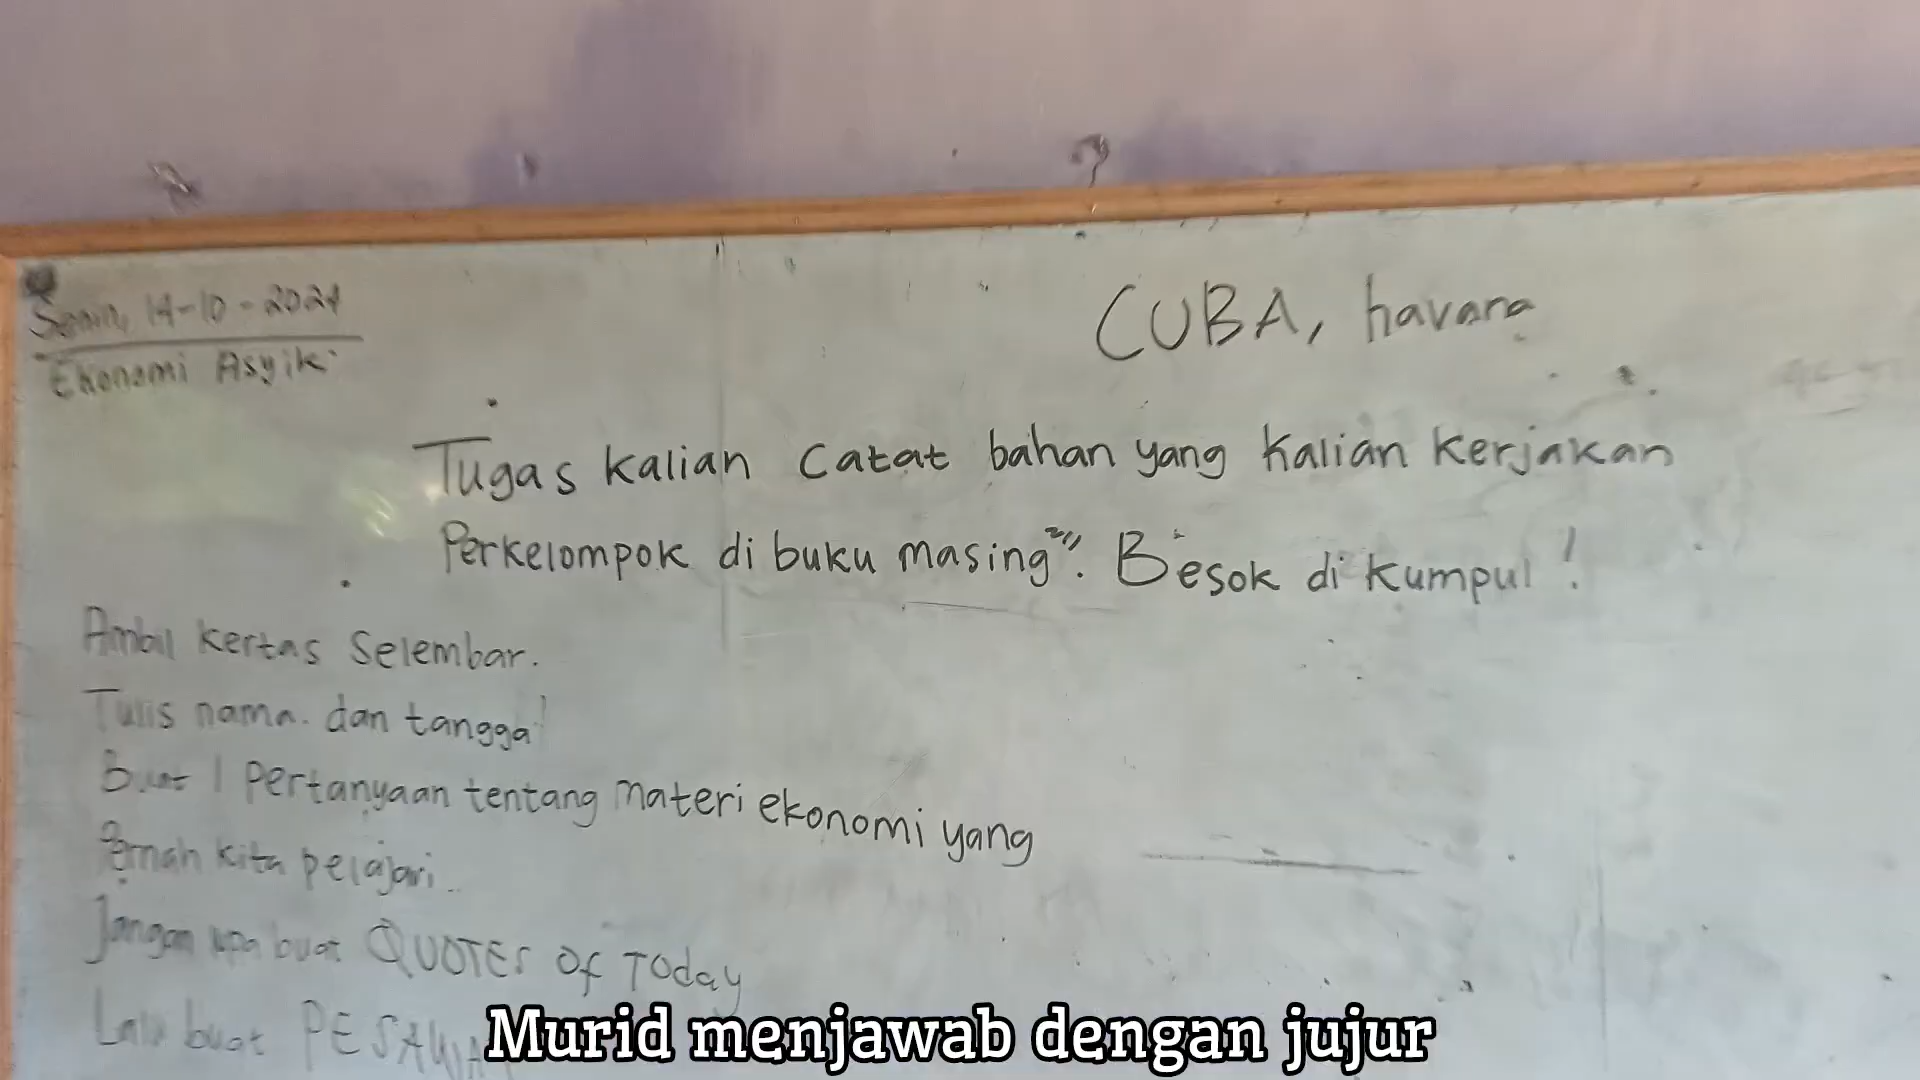 Senin, 14-10-2024
Ekonomi Asyik
CUBA, havana
Tugas kalian catat bahan yang kalian kerjakan
Perkelompok di buku masing"². Besok di kumpul !
Ambil kertas selembar.
Tulis nama. dan tanggal
Buat 1 pertanyaan tentang materi ekonomi yang
Pernah kita pelajari.
Jangan lupa buat QUOTES of Today
Lalu buat
Murid menjawab dengan jujur